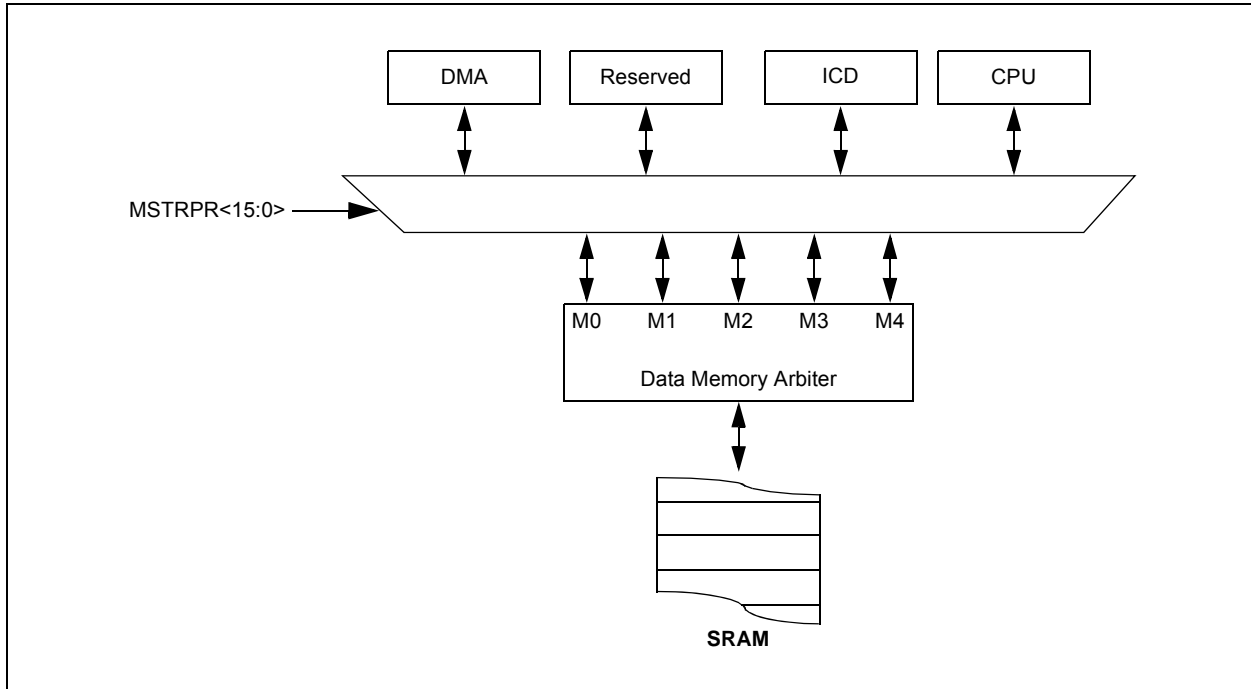 DMA
Reserved
ICD
CPU
MSTRPR<15:0>
M0 M1 M2 M3 M4
Data Memory Arbiter
SRAM